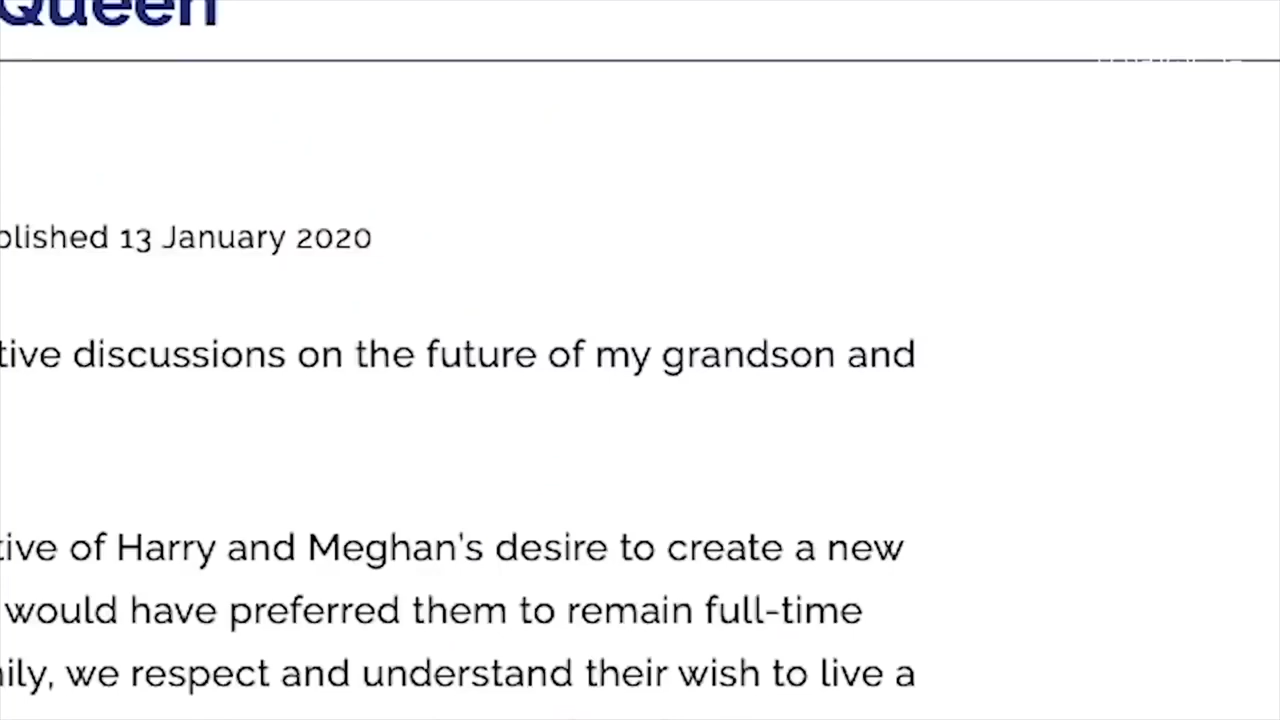 Queen
blished 13 January 2020
tive discussions on the future of my grandson and
tive of Harry and Meghan's desire to create a new
would have preferred them to remain full-time
ily, we respect and understand their wish to live a